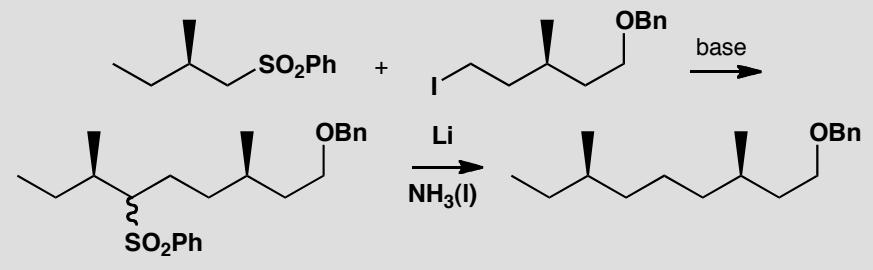 SO2Ph
+
I
OBn
base
OBn
SO2Ph
Li
NH3(l)
OBn